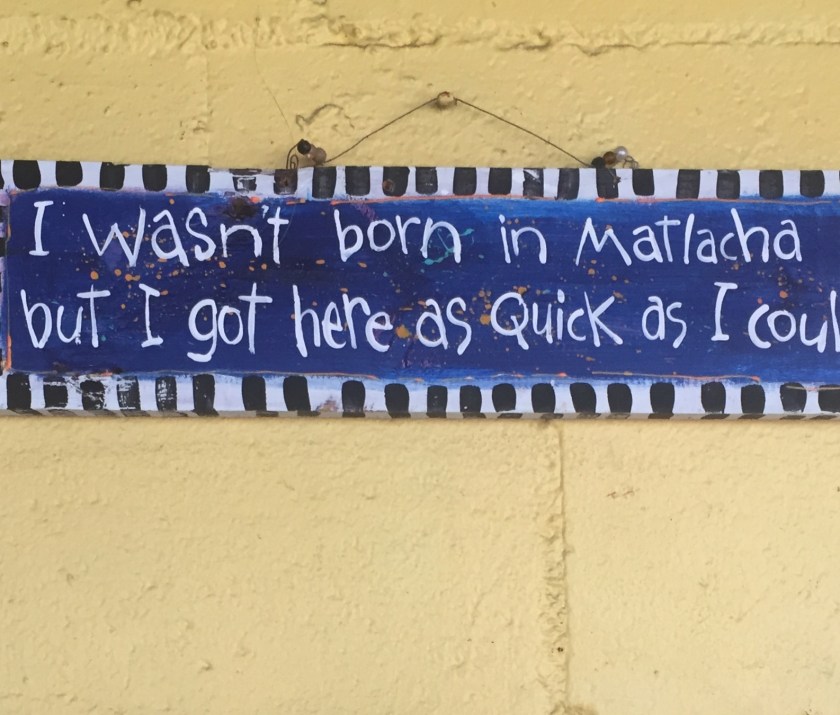 I wasn't born in Matlacha
but I got here as Quick as I coul